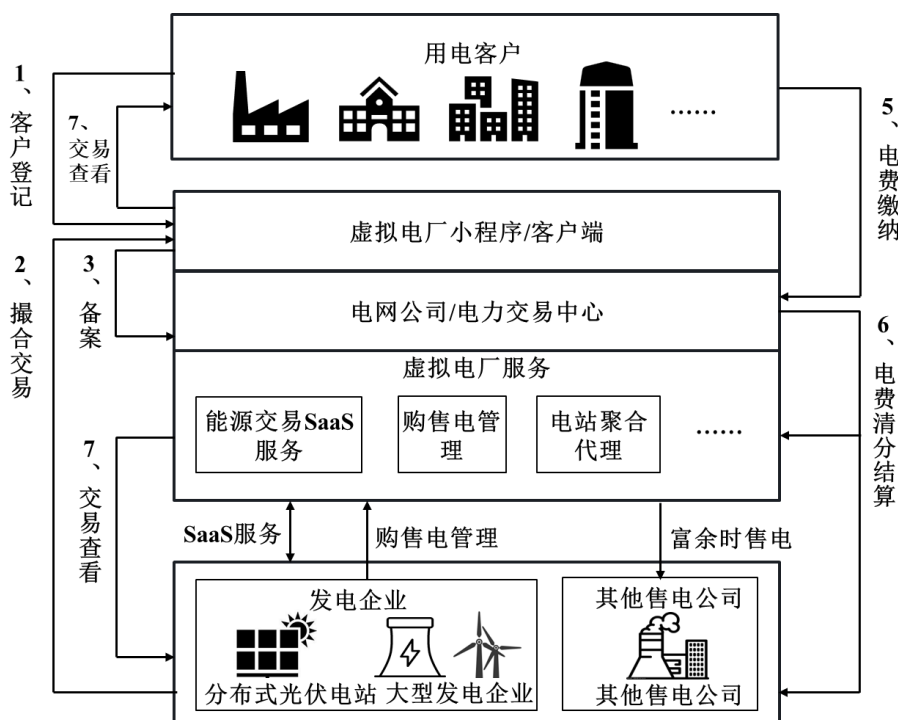 用电客户
……
1、客户登记
7、
交易
查看
5、电费缴纳
虚拟电厂小程序/客户端
2、撮合交易
3、备案
电网公司/电力交易中心
6、电费清分结算
虚拟电厂服务
能源交易SaaS
服务
购售电
管理
电站聚合
代理
……
7、交易查看
SaaS服务
购售电管理
富余时售电
发电企业
分布式光伏电站
大型发电企业
其他售电公司
其他售电公司